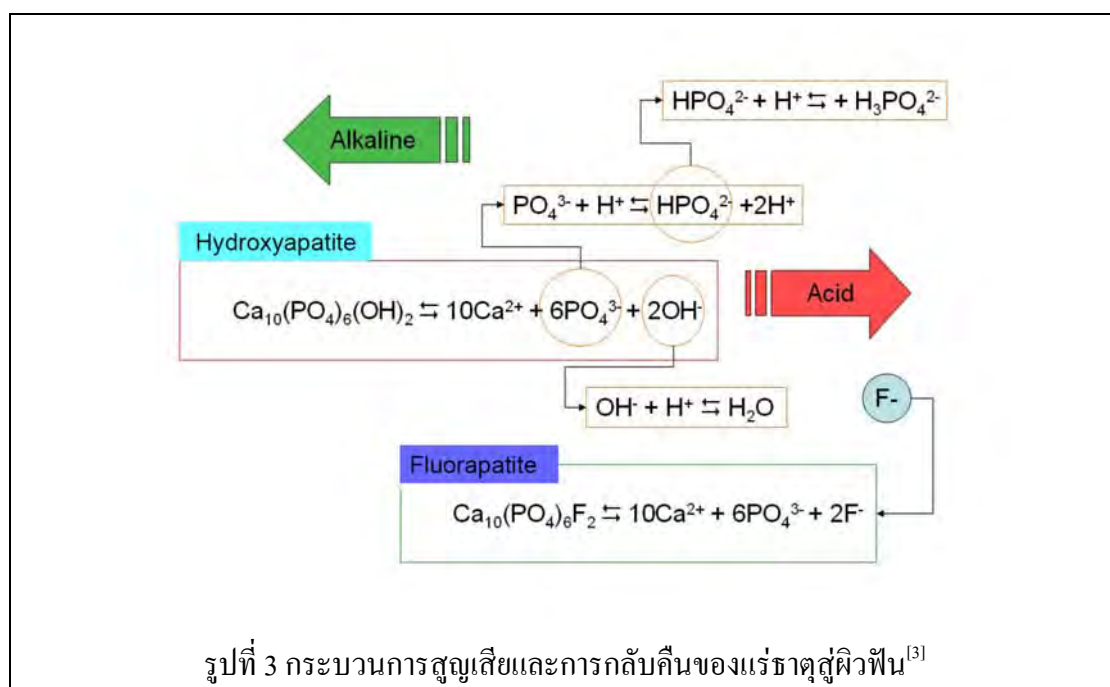 HPO₄²⁻ + H⁺ ⇆ + H₃PO₄²⁻
Alkaline
PO₄³⁻ + H⁺ ⇆ HPO₄²⁻ +2H⁺
Hydroxyapatite
Ca₁₀(PO₄)₆(OH)₂ ⇆ 10Ca²⁺ + 6PO₄³⁻ + 2OH⁻
Acid
OH⁻ + H⁺ ⇆ H₂O
F-
Fluorapatite
Ca₁₀(PO₄)₆F₂ ⇆ 10Ca²⁺ + 6PO₄³⁻ + 2F⁻
รูปที่ 3 กระบวนการสูญเสียและการกลับคืนของแร่ธาตุสู่ผิวฟัน[3]